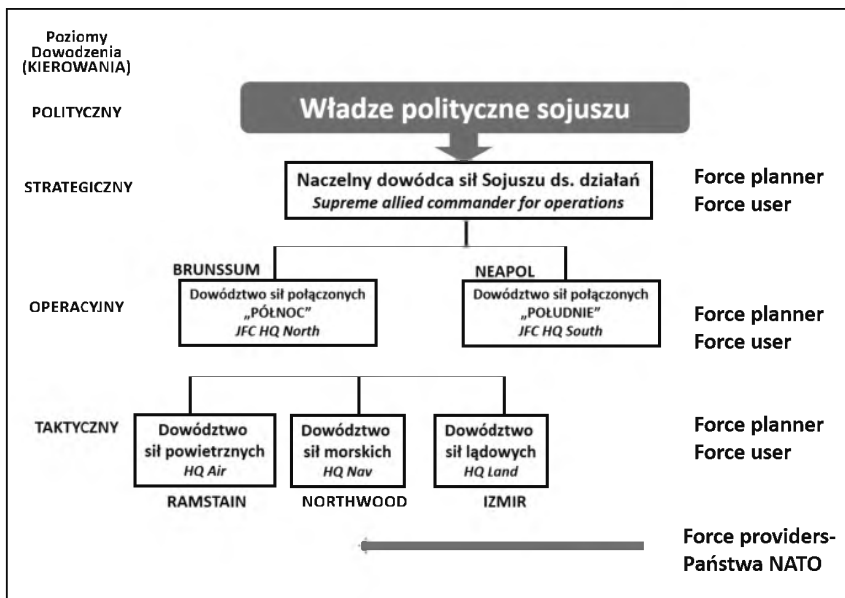 Poziomy
Dowodzenia
(KIEROWANIA)
POLITYCZNY
Władze polityczne sojuszu
STRATEGICZNY
Naczelny dowódca sił Sojuszu ds. działań
Supreme allied commander for operations
Force planner
Force user
OPERACYJNY
BRUNSSUM
Dowództwo sił połączonych
„PÓŁNOC”
JFC HQ North
NEAPOL
Dowództwo sił połączonych
„POŁUDNIE”
JFC HQ South
Force planner
Force user
TAKTYCZNY
Dowództwo
sił powietrznych
HQ Air
RAMSTAIN
Dowództwo
sił morskich
HQ Nav
NORTHWOOD
Dowództwo
sił lądowych
HQ Land
IZMIR
Force planner
Force user
Force providers-
Państwa NATO